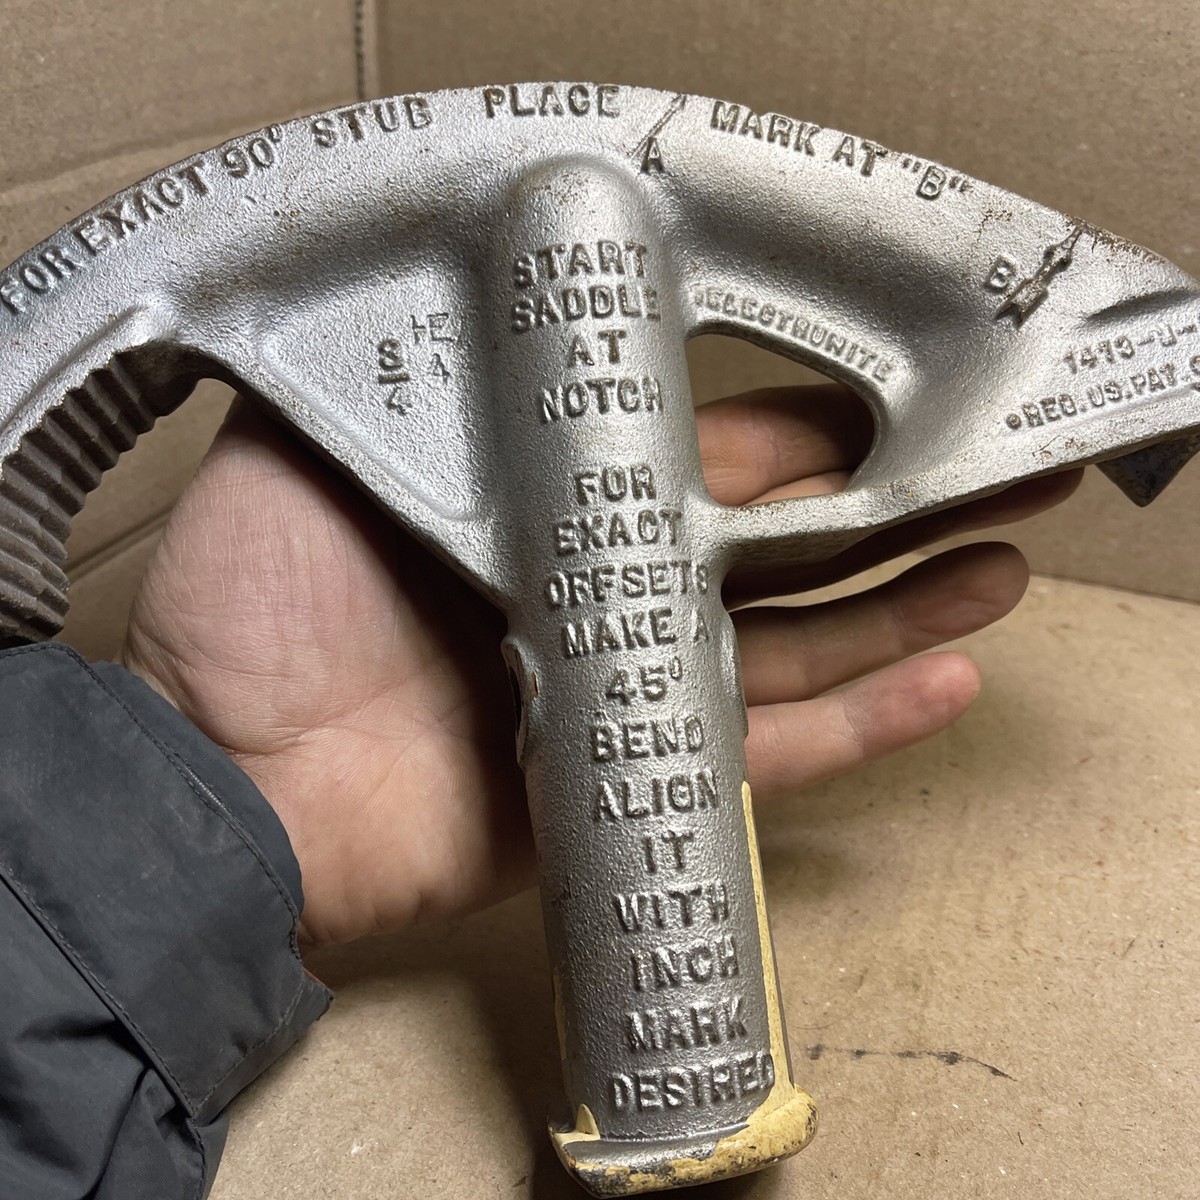 FOR EXACT 90° STUB PLACE MARK AT "B"
A
B
START
SADDLE
AT
NOTCH
FOR
EXACT
OFFSETS
MAKE A
45°
BEND
ALIGN
IT
WITH
INCH
MARK
DESIRED
HE
3/4
4
ELECTRUNITE
REG. US. PAT.